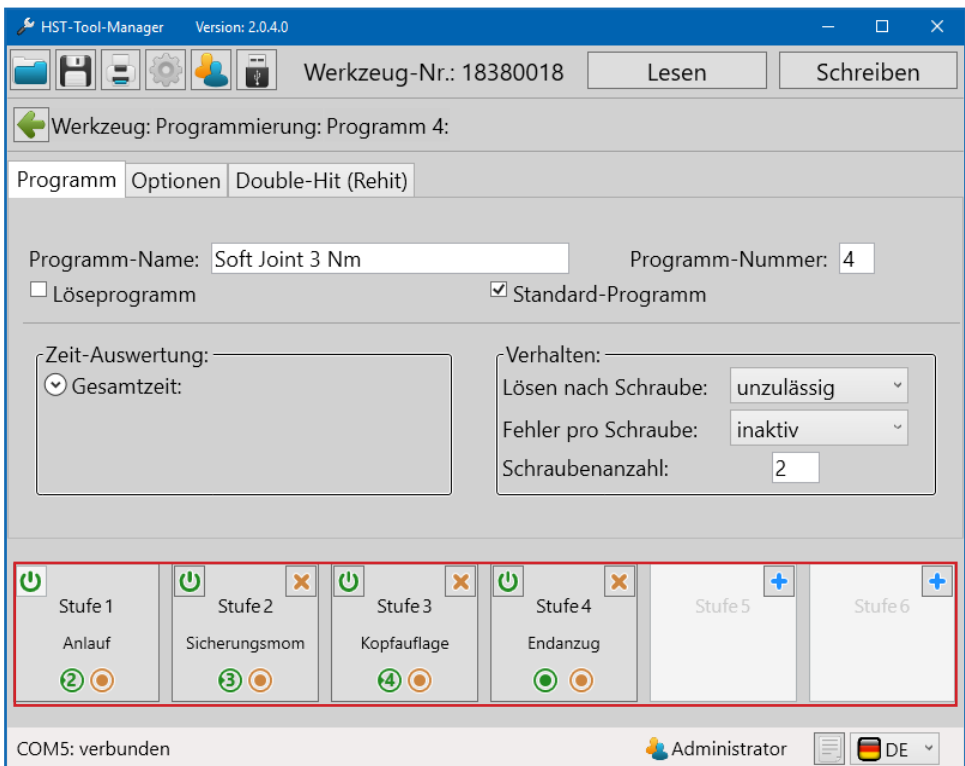 HST-Tool-Manager Version: 2.0.4.0
Werkzeug-Nr.: 18380018 Lesen Schreiben
Werkzeug: Programmierung: Programm 4:
Programm Optionen Double-Hit (Rehit)
Programm-Name: Soft Joint 3 Nm Programm-Nummer: 4
Löseprogramm Standard-Programm
Zeit-Auswertung: Verhalten:
Gesamtzeit: Lösen nach Schraube: unzulässig
Fehler pro Schraube: inaktiv
Schraubenanzahl: 2
Stufe 1 Stufe 2 Stufe 3 Stufe 4 Stufe 5 Stufe 6
Anlauf Sicherungsmom Kopfauflage Endanzug
2 3 4
COM5: verbunden Administrator DE